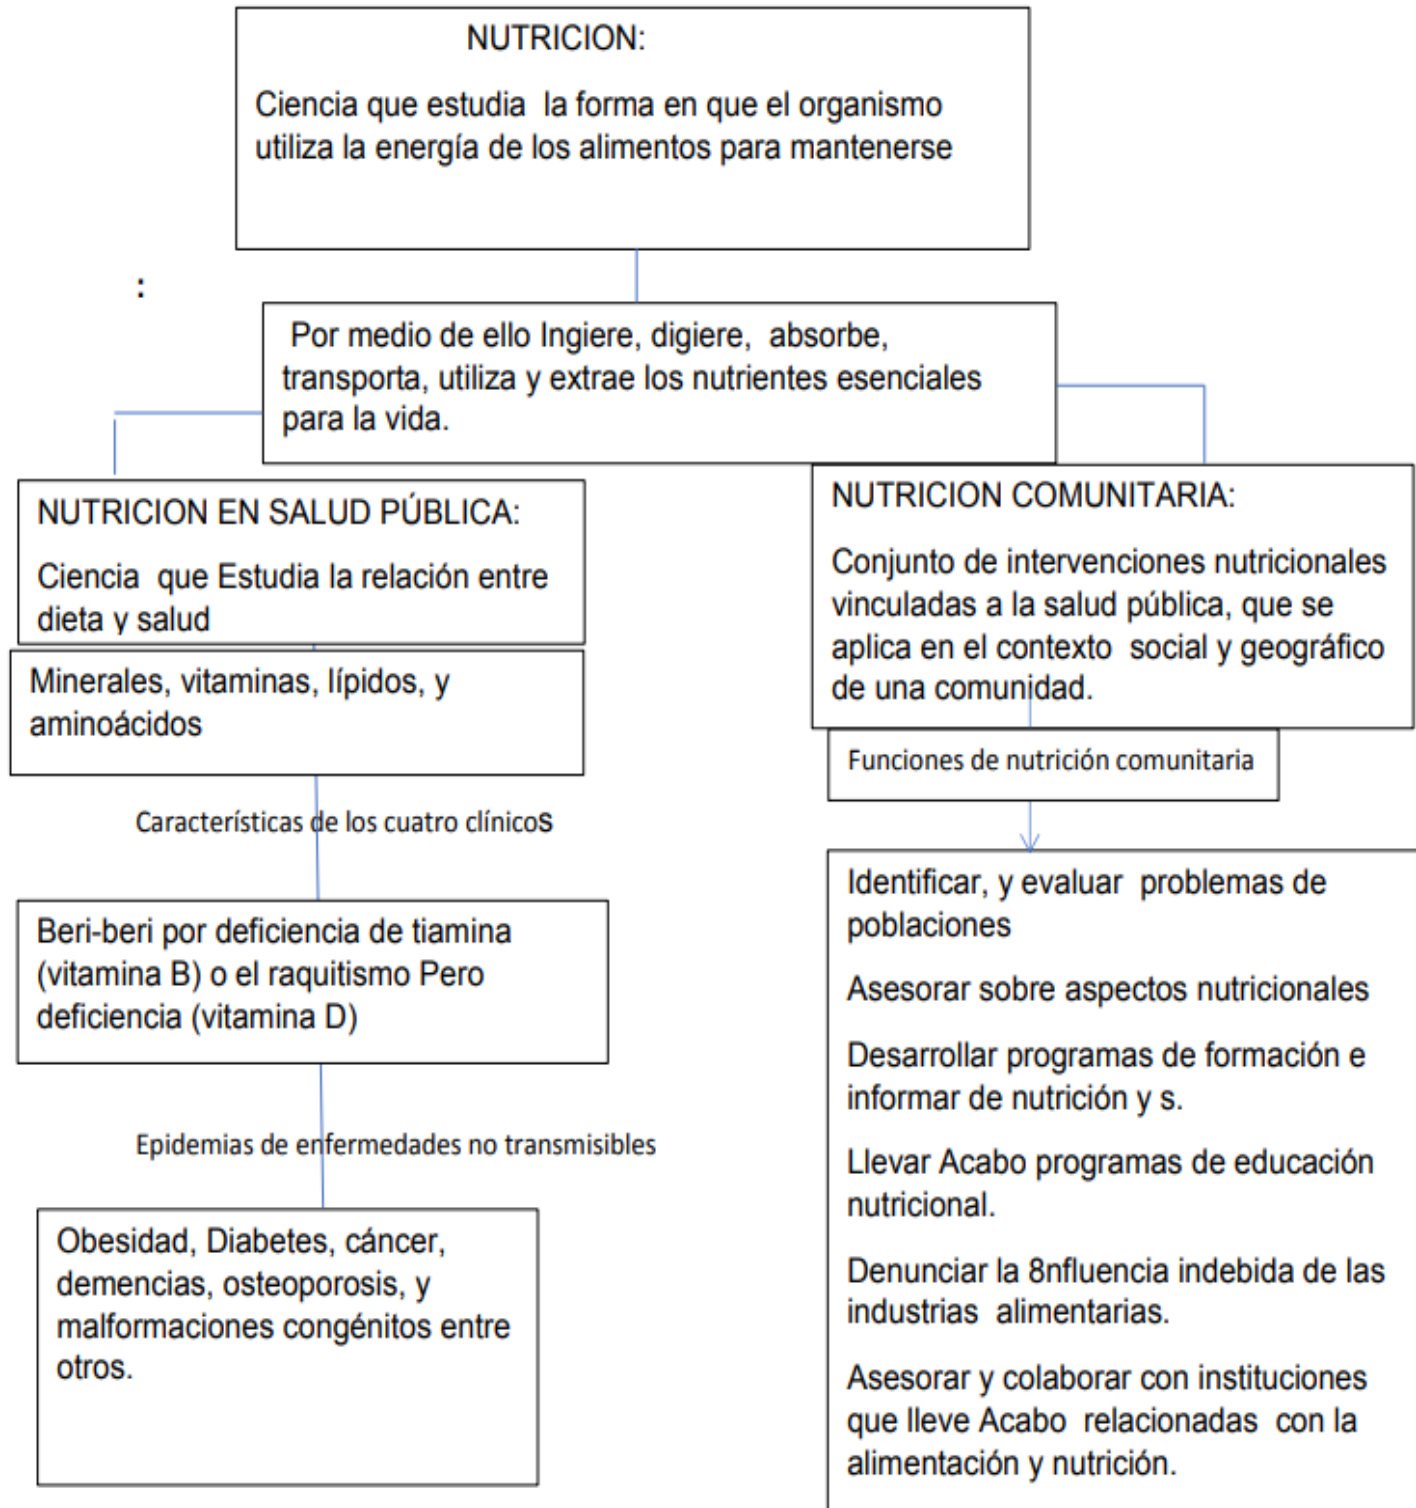 NUTRICION:
Ciencia que estudia la forma en que el organismo
utiliza la energía de los alimentos para mantenerse
:
Por medio de ello Ingiere, digiere, absorbe,
transporta, utiliza y extrae los nutrientes esenciales
para la vida.
NUTRICION EN SALUD PÚBLICA:
Ciencia que Estudia la relación entre
dieta y salud
Minerales, vitaminas, lípidos, y
aminoácidos
Características de los cuatro clínicos
Beri-beri por deficiencia de tiamina
(vitamina B) o el raquitismo Pero
deficiencia (vitamina D)
Epidemias de enfermedades no transmisibles
Obesidad, Diabetes, cáncer,
demencias, osteoporosis, y
malformaciones congénitos entre
otros.
NUTRICION COMUNITARIA:
Conjunto de intervenciones nutricionales
vinculadas a la salud pública, que se
aplica en el contexto social y geográfico
de una comunidad.
Funciones de nutrición comunitaria
Identificar, y evaluar problemas de
poblaciones
Asesorar sobre aspectos nutricionales
Desarrollar programas de formación e
informar de nutrición y s.
Llevar Acabo programas de educación
nutricional.
Denunciar la 8nfluencia indebida de las
industrias alimentarias.
Asesorar y colaborar con instituciones
que lleve Acabo relacionadas con la
alimentación y nutrición.